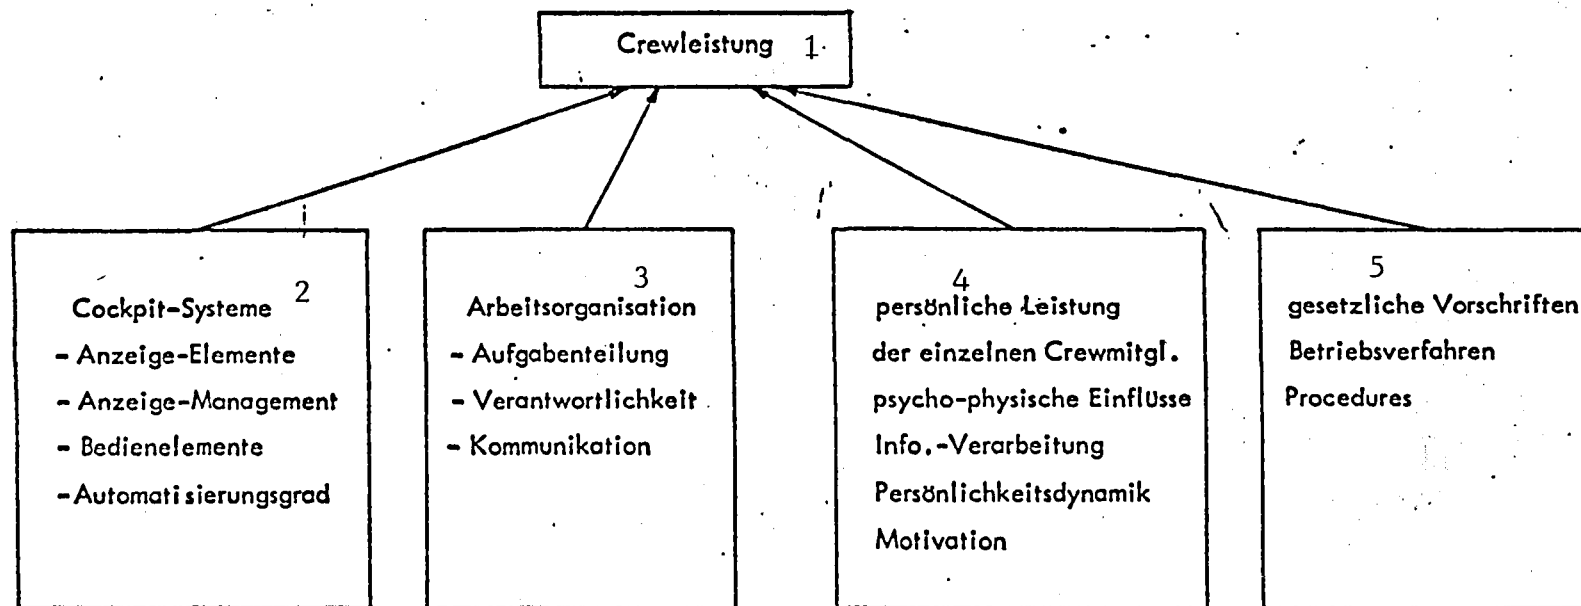 Crewleistung 1
2
Cockpit-Systeme
- Anzeige-Elemente
- Anzeige-Management
- Bedienelemente
-Automatisierungsgrad
3
Arbeitsorganisation
- Aufgabenteilung
- Verantwortlichkeit
- Kommunikation
4
persönliche Leistung
der einzelnen Crewmitgl.
psycho-physische Einflüsse
Info.-Verarbeitung
Persönlichkeitsdynamik
Motivation
5
gesetzliche Vorschriften
Betriebsverfahren
Procedures